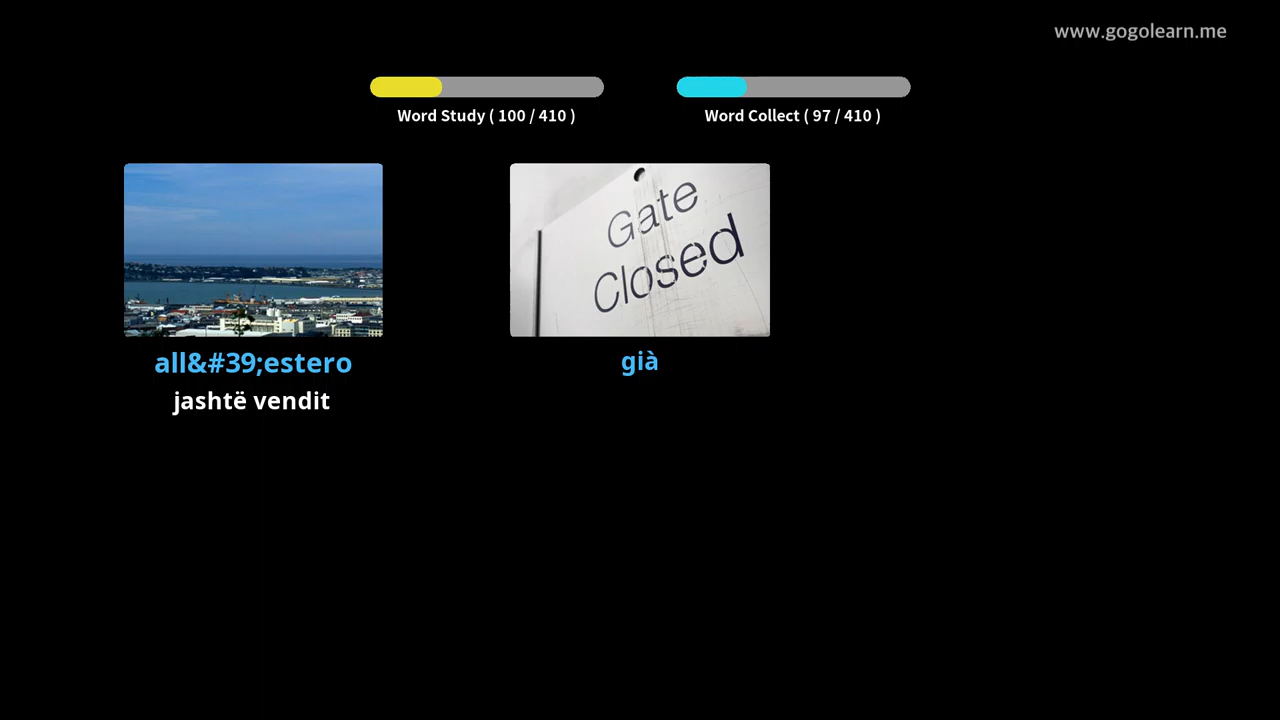 www.gogolearn.me
Word Study ( 100 / 410 )
Word Collect ( 97 / 410 )
Gate
Closed
all&#39;estero
già
jashtë vendit